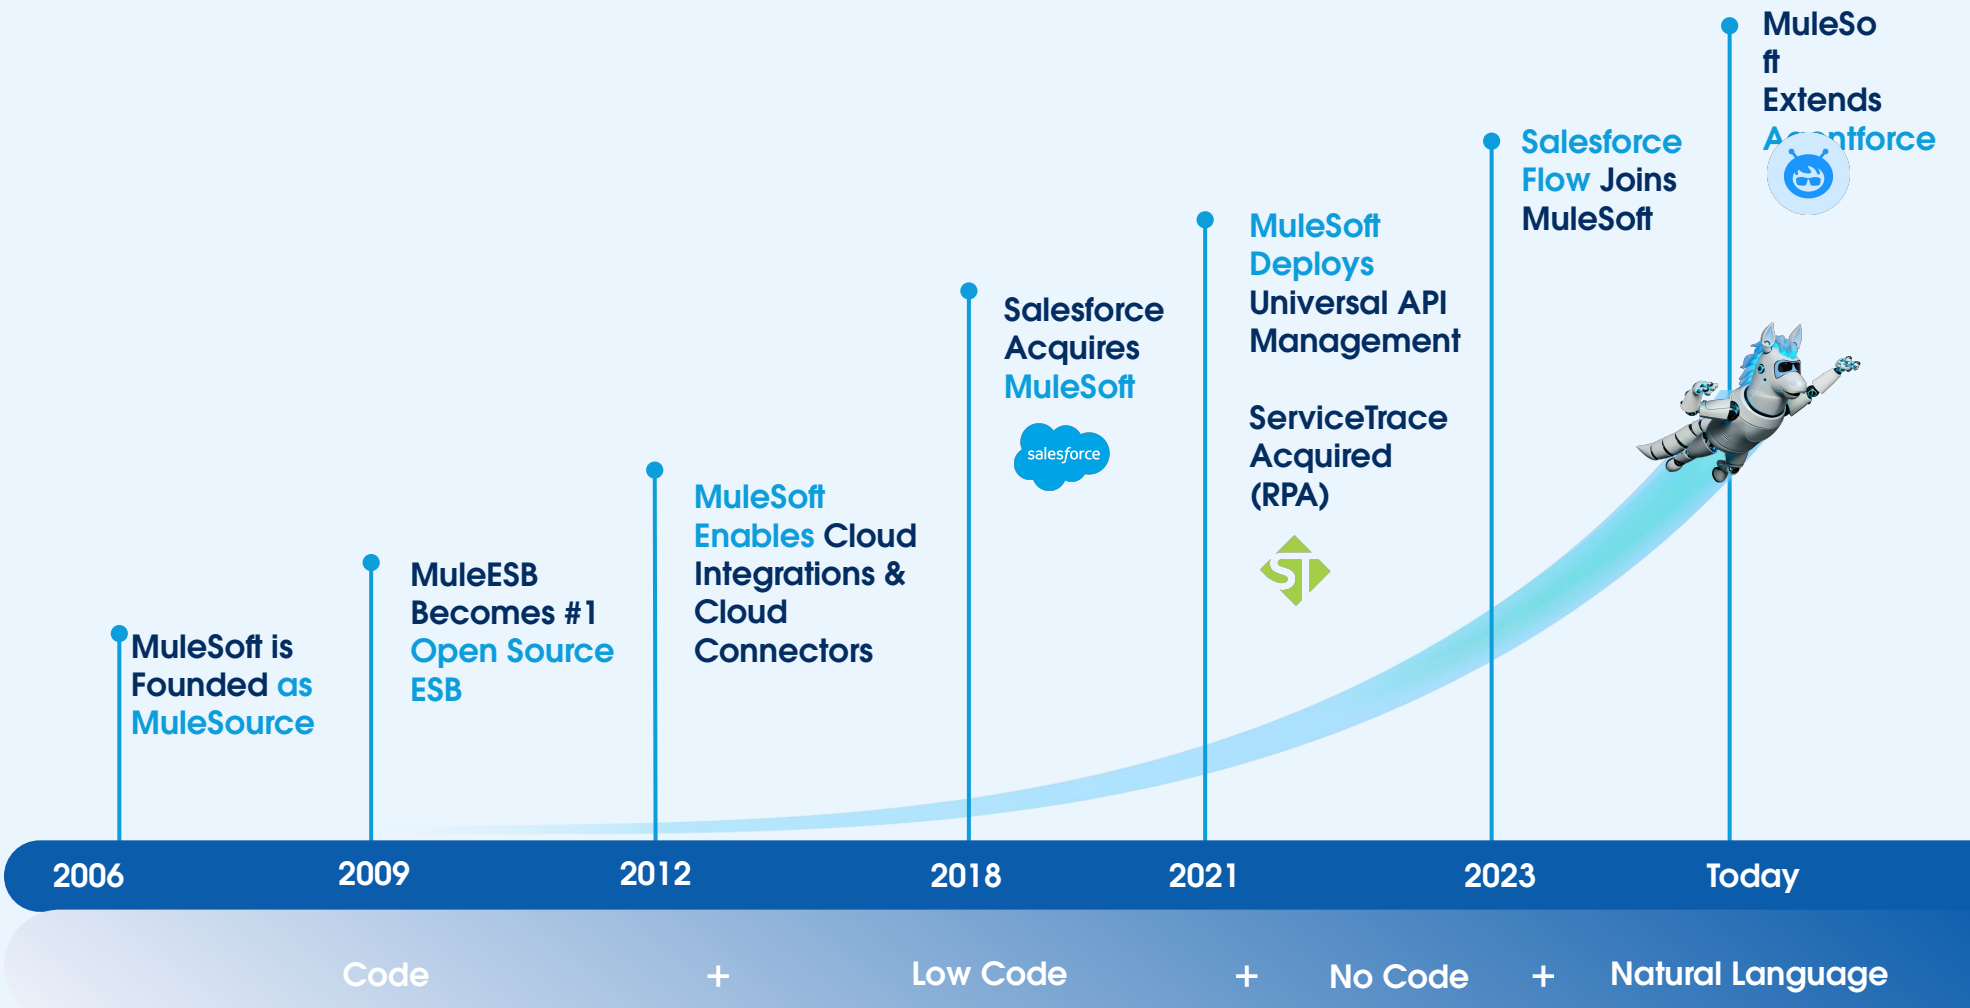 MuleSoft is
Founded as
MuleSource
MuleESB
Becomes #1
Open Source
ESB
MuleSoft
Enables Cloud
Integrations &
Cloud
Connectors
Salesforce
Acquires
MuleSoft
salesforce
MuleSoft
Deploys
Universal API
Management
ServiceTrace
Acquired
(RPA)
ST
Salesforce
Flow Joins
MuleSoft
MuleSo
ft
Extends
Agentforce
2006
2009
2012
2018
2021
2023
Today
Code + Low Code + No Code + Natural Language